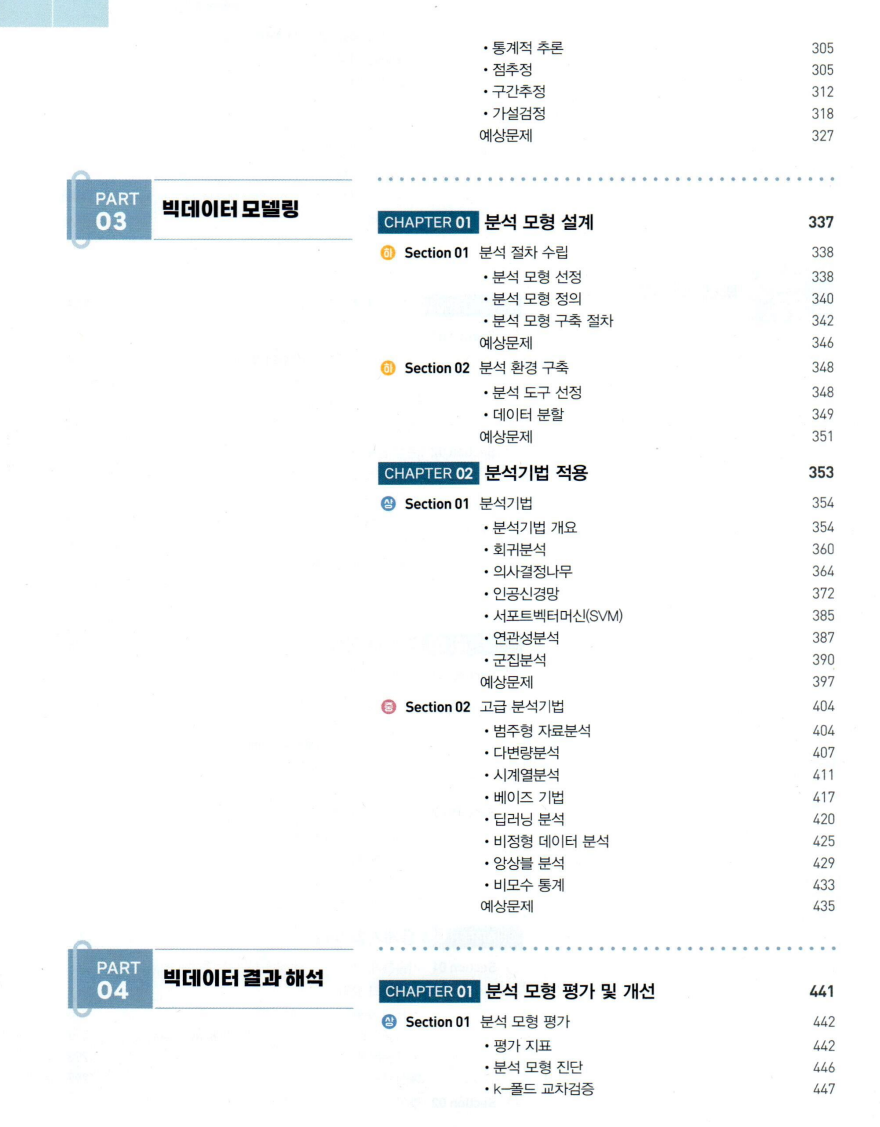 • 통계적 추론 305
• 점추정 305
• 구간추정 312
• 가설검정 318
예상문제 327
PART 03 빅데이터 모델링
CHAPTER 01 분석 모형 설계 337
하 Section 01 분석 절차 수립 338
• 분석 모형 선정 338
• 분석 모형 정의 340
• 분석 모형 구축 절차 342
예상문제 346
하 Section 02 분석 환경 구축 348
• 분석 도구 선정 348
• 데이터 분할 349
예상문제 351
CHAPTER 02 분석기법 적용 353
상 Section 01 분석기법 354
• 분석기법 개요 354
• 회귀분석 360
• 의사결정나무 364
• 인공신경망 372
• 서포트벡터머신(SVM) 385
• 연관성분석 387
• 군집분석 390
예상문제 397
중 Section 02 고급 분석기법 404
• 범주형 자료분석 404
• 다변량분석 407
• 시계열분석 411
• 베이즈 기법 417
• 딥러닝 분석 420
• 비정형 데이터 분석 425
• 앙상블 분석 429
• 비모수 통계 433
예상문제 435
PART 04 빅데이터 결과 해석
CHAPTER 01 분석 모형 평가 및 개선 441
상 Section 01 분석 모형 평가 442
• 평가 지표 442
• 분석 모형 진단 446
• k-폴드 교차검증 447